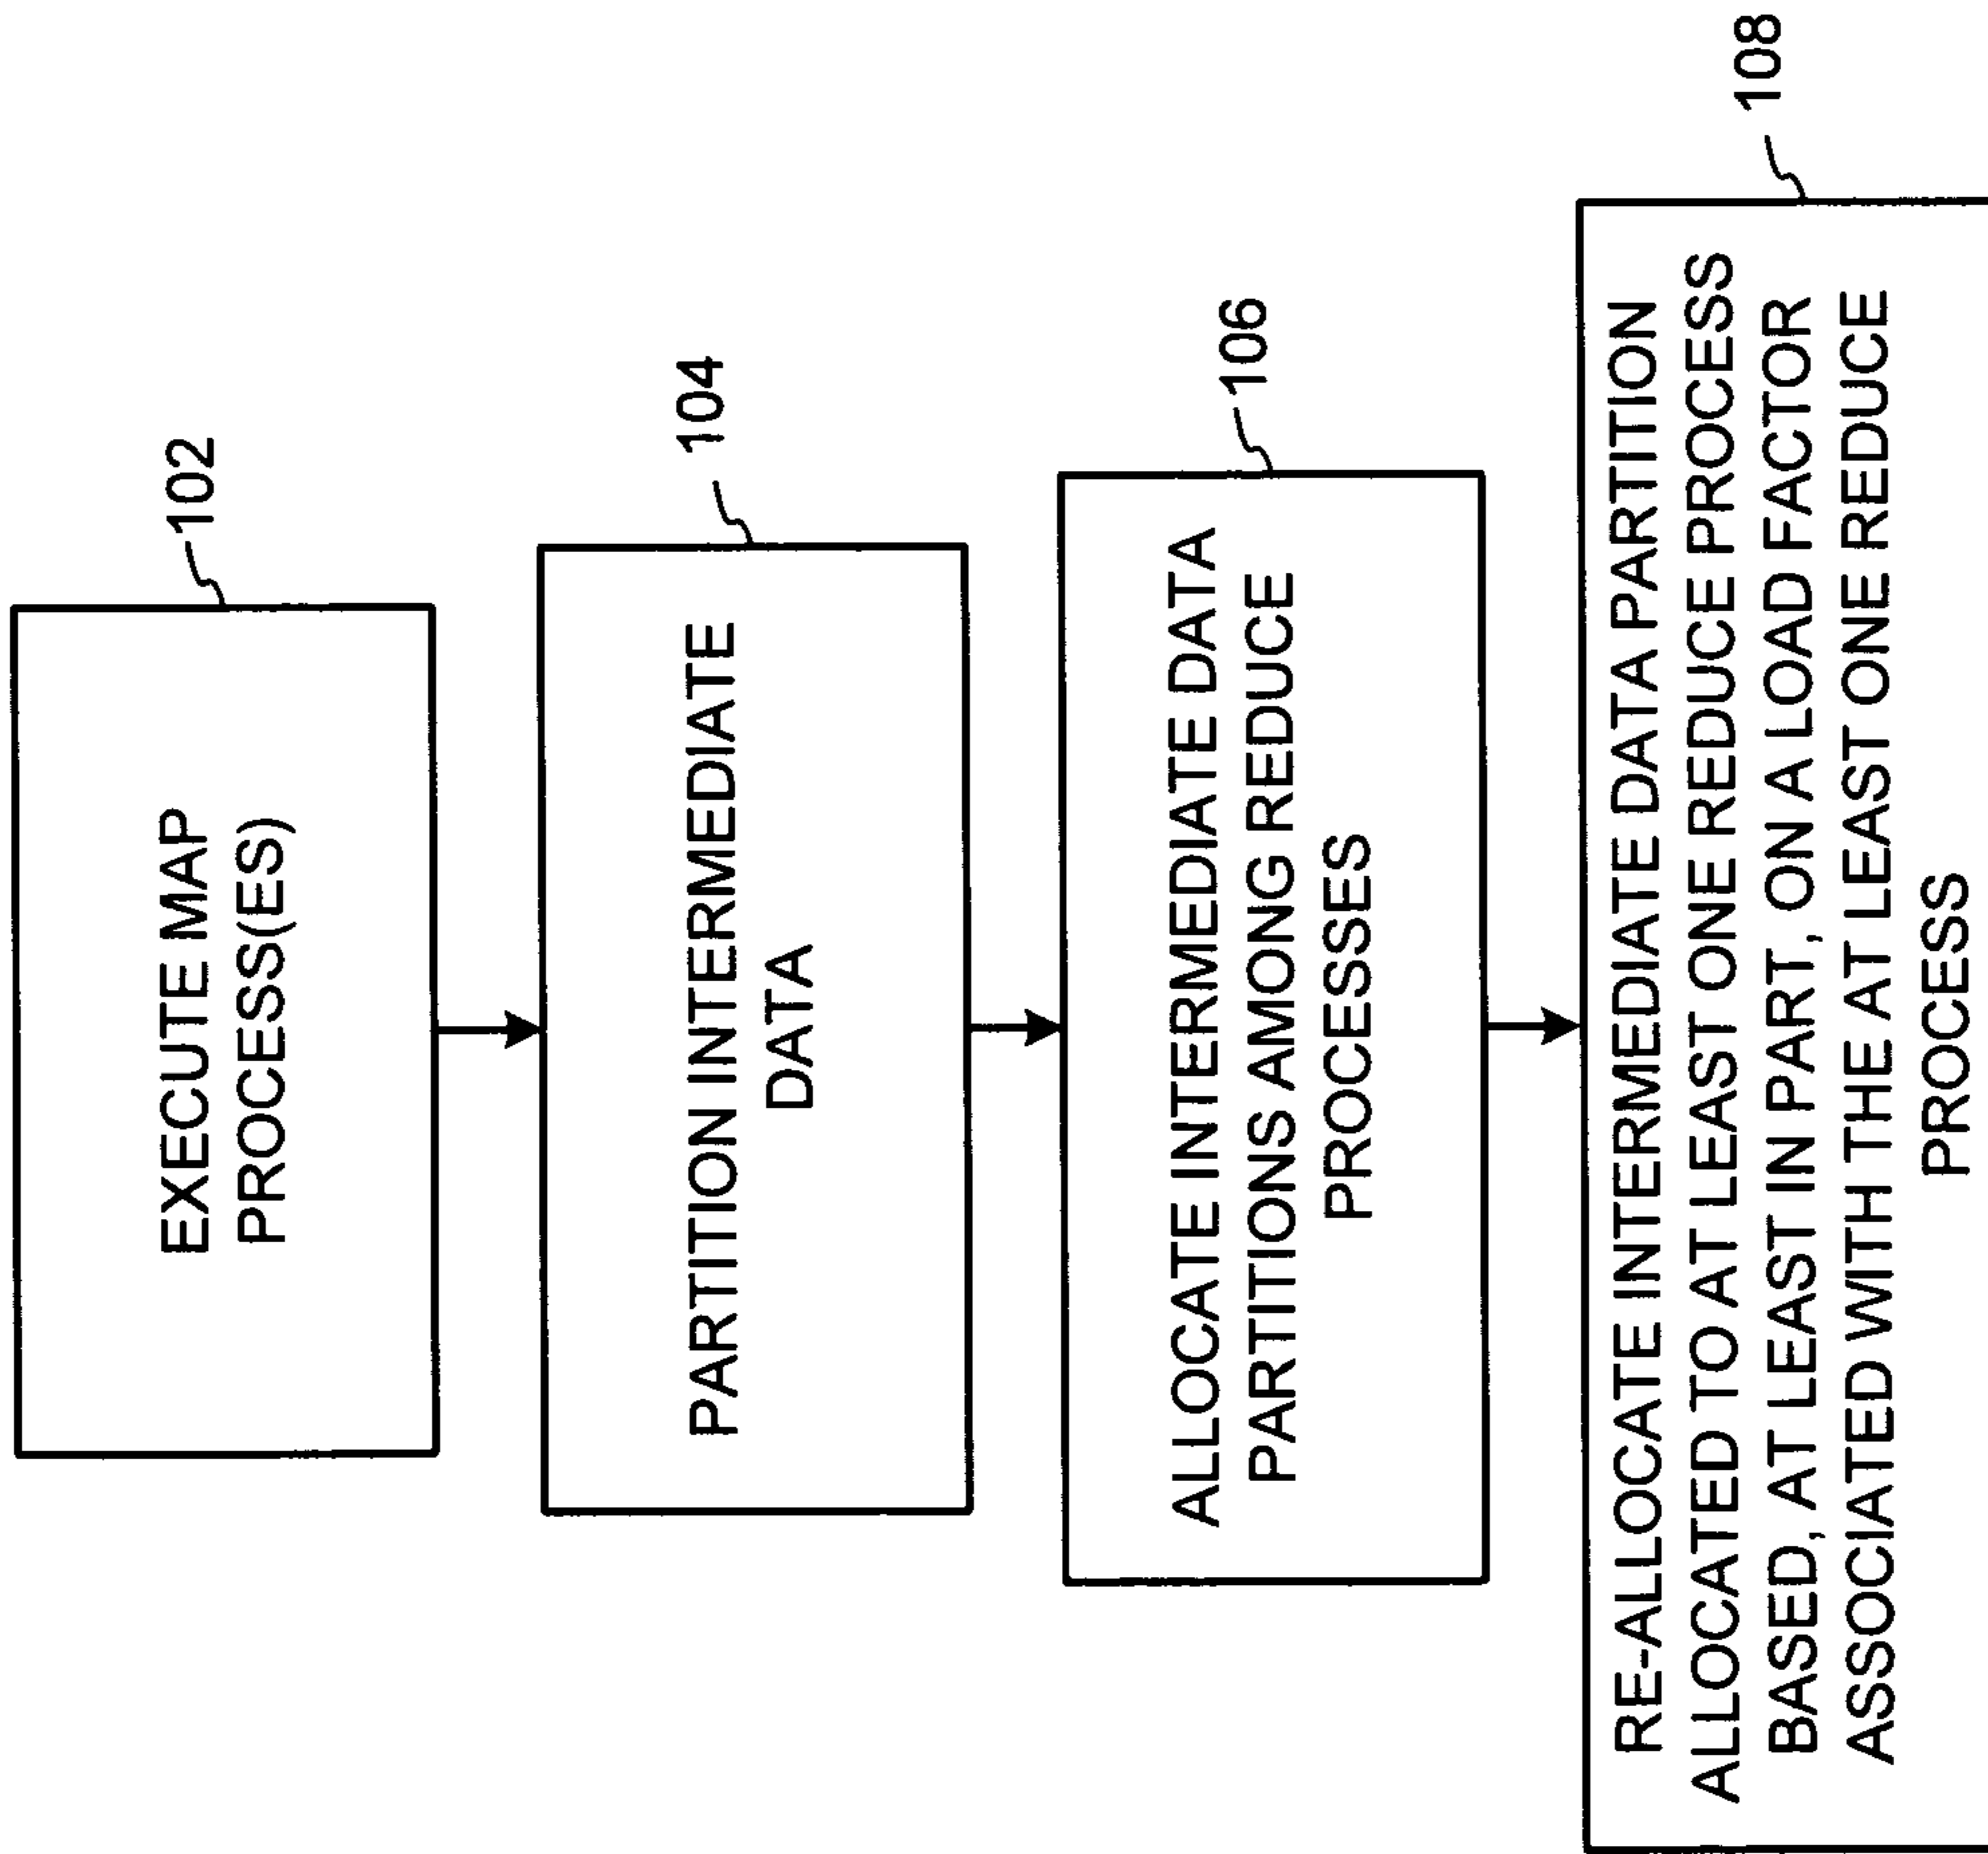 EXECUTE MAP
PROCESS(ES)
102
PARTITION INTERMEDIATE
DATA
104
ALLOCATE INTERMEDIATE DATA
PARTITIONS AMONG REDUCE
PROCESSES
106
RE-ALLOCATE INTERMEDIATE DATA PARTITION
ALLOCATED TO AT LEAST ONE REDUCE PROCESS
BASED, AT LEAST IN PART, ON A LOAD FACTOR
ASSOCIATED WITH THE AT LEAST ONE REDUCE
PROCESS
108